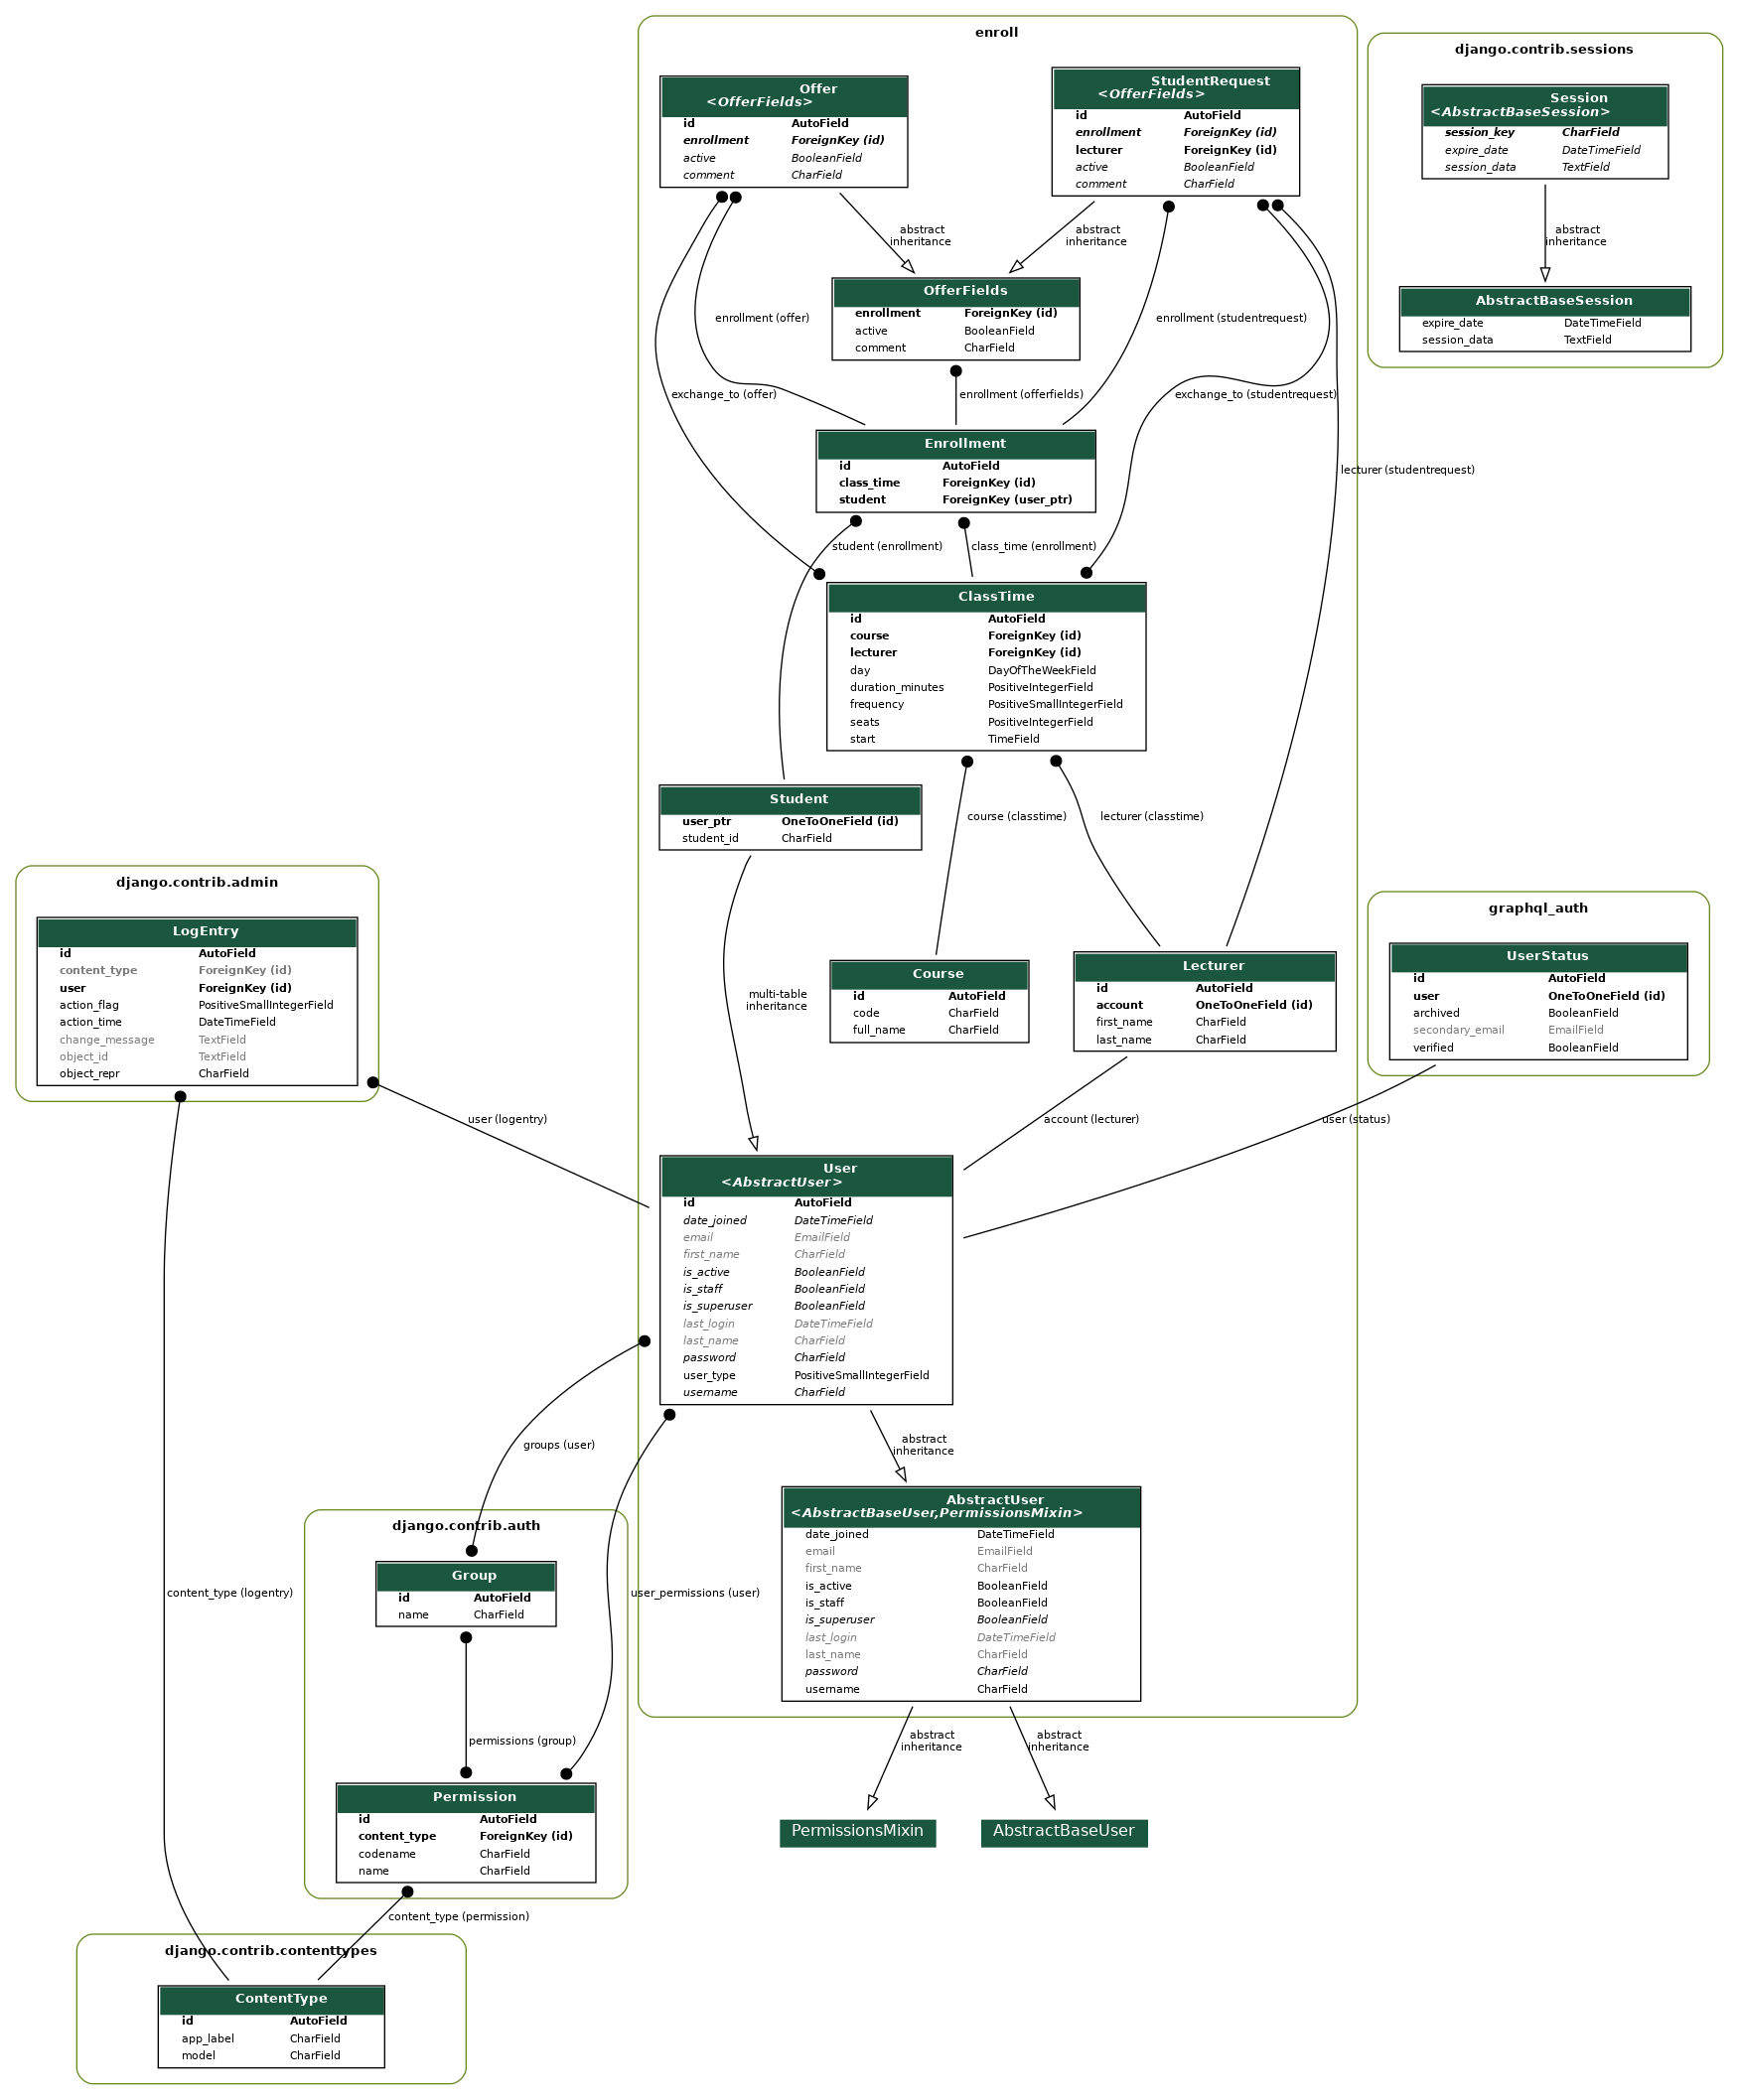 enroll
Offer
<OfferFields>
id AutoField
enrollment ForeignKey (id)
active BooleanField
comment CharField
StudentRequest
<OfferFields>
id AutoField
enrollment ForeignKey (id)
lecturer ForeignKey (id)
active BooleanField
comment CharField
django.contrib.sessions
Session
<AbstractBaseSession>
session_key CharField
expire_date DateTimeField
session_data TextField
abstract
inheritance
abstract
inheritance
abstract
inheritance
OfferFields
enrollment ForeignKey (id)
active BooleanField
comment CharField
AbstractBaseSession
expire_date DateTimeField
session_data TextField
enrollment (offer)
enrollment (studentrequest)
exchange_to (offer)
enrollment (offerfields)
exchange_to (studentrequest)
Enrollment
id AutoField
class_time ForeignKey (id)
student ForeignKey (user_ptr)
lecturer (studentrequest)
student (enrollment)
class_time (enrollment)
ClassTime
id AutoField
course ForeignKey (id)
lecturer ForeignKey (id)
day DayOfTheWeekField
duration_minutes PositiveIntegerField
frequency PositiveSmallIntegerField
seats PositiveIntegerField
start TimeField
Student
user_ptr OneToOneField (id)
student_id CharField
course (classtime)
lecturer (classtime)
django.contrib.admin
LogEntry
id AutoField
content_type ForeignKey (id)
user ForeignKey (id)
action_flag PositiveSmallIntegerField
action_time DateTimeField
change_message TextField
object_id TextField
object_repr CharField
multi-table
inheritance
Course
id AutoField
code CharField
full_name CharField
Lecturer
id AutoField
account OneToOneField (id)
first_name CharField
last_name CharField
graphql_auth
UserStatus
id AutoField
user OneToOneField (id)
archived BooleanField
secondary_email EmailField
verified BooleanField
user (logentry)
account (lecturer)
user (status)
User
<AbstractUser>
id AutoField
date_joined DateTimeField
email EmailField
first_name CharField
is_active BooleanField
is_staff BooleanField
is_superuser BooleanField
last_login DateTimeField
last_name CharField
password CharField
user_type PositiveSmallIntegerField
username CharField
groups (user)
abstract
inheritance
django.contrib.auth
Group
id AutoField
name CharField
AbstractUser
<AbstractBaseUser,PermissionsMixin>
date_joined DateTimeField
email EmailField
first_name CharField
is_active BooleanField
is_staff BooleanField
is_superuser BooleanField
last_login DateTimeField
last_name CharField
password CharField
username CharField
content_type (logentry)
user_permissions (user)
permissions (group)
abstract
inheritance
abstract
inheritance
Permission
id AutoField
content_type ForeignKey (id)
codename CharField
name CharField
PermissionsMixin
AbstractBaseUser
content_type (permission)
django.contrib.contenttypes
ContentType
id AutoField
app_label CharField
model CharField